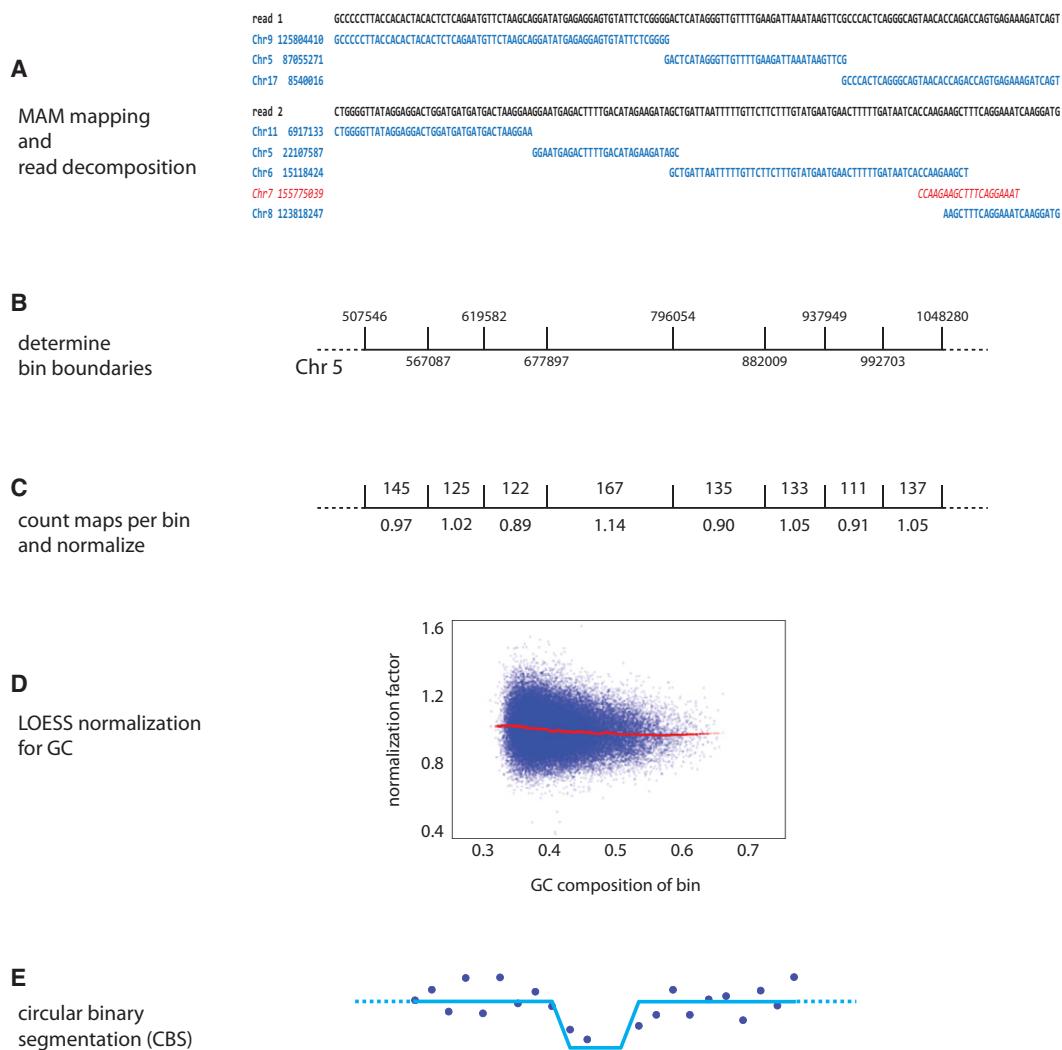 A
MAM mapping
and
read decomposition
read 1 GCCCCCTTACCACACTACACTCTCAGAATGTTCTAAGCAGGATATGAGAGGAGTGTATTCTCGGGGACTCATAGGGTTGTTTTGAAGATTAAATAAGTTCGCCCACTCAGGGCAGTAACACCAGACCAGTGAGAAAGATCAGT
Chr9 125804410 GCCCCCTTACCACACTACACTCTCAGAATGTTCTAAGCAGGATATGAGAGGAGTGTATTCTCGGGG
Chr5 87055271 GACTCATAGGGTTGTTTTGAAGATTAAATAAGTTCG
Chr17 8540016 GCCCACTCAGGGCAGTAACACCAGACCAGTGAGAAAGATCAGT
read 2 CTGGGGTTATAGGAGGACTGGATGATGATGACTAAGGAAGGAATGAGACTTTTGACATAGAAGATAGCTGATTAATTTTTGTTCTTCTTTGTATGAATGAACTTTTTGATAATCACCAAGAAGCTTTCAGGAAATCAAGGATG
Chr11 6917133 CTGGGGTTATAGGAGGACTGGATGATGATGACTAAGGAA
Chr5 22107587 GGAATGAGACTTTTGACATAGAAGATAGC
Chr6 15118424 GCTGATTAATTTTTGTTCTTCTTTGTATGAATGAACTTTTTGATAATCACCAAGAAGCT
Chr7 155775039 CCAAGAAGCTTTCAGGAAAT
Chr8 123818247 AAGCTTTCAGGAAATCAAGGATG
B
determine
bin boundaries
507546 619582 796054 937949 1048280
Chr 5 567087 677897 882009 992703
C
count maps per bin
and normalize
145 125 122 167 135 133 111 137
0.97 1.02 0.89 1.14 0.90 1.05 0.91 1.05
D
LOESS normalization
for GC
normalization factor
1.6
1.2
0.8
0.4
0.3 0.4 0.5 0.6 0.7
GC composition of bin
E
circular binary
segmentation (CBS)